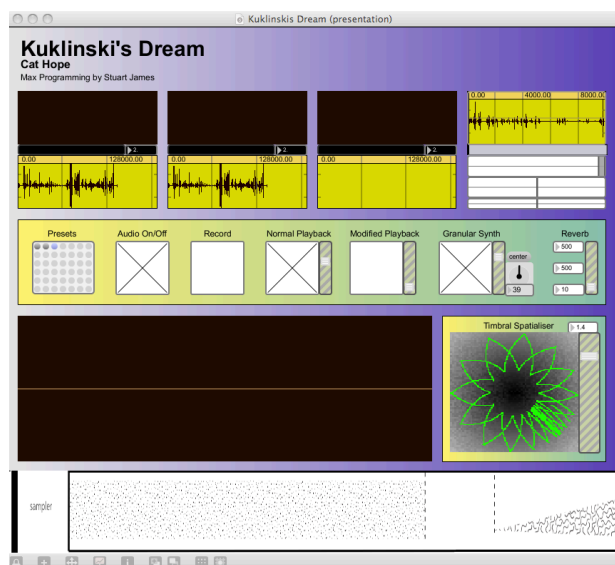 Kuklinskis Dream (presentation)
Kuklinski's Dream
Cat Hope
Max Programming by Stuart James
0.00 4000.00 8000.00
2.
2.
2.
0.00 128000.00
0.00 128000.00
0.00 128000.00
Presets Audio On/Off Record Normal Playback Modified Playback Granular Synth Reverb
500
center
500
39
10
Timbral Spatialiser 1.4
sampler